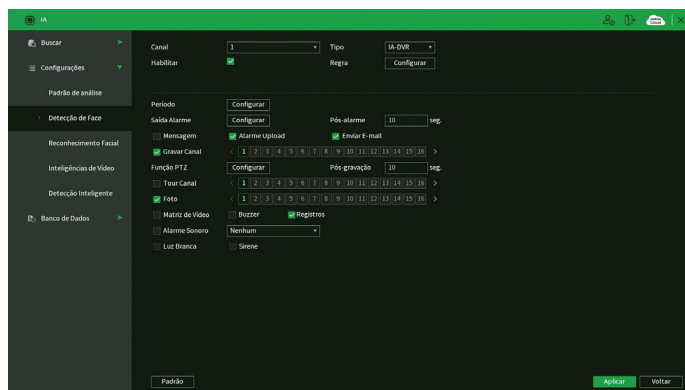 IA
Buscar
Configurações
Padrão de análise
Detecção de Face
Reconhecimento Facial
Inteligências de Vídeo
Detecção Inteligente
Banco de Dados
Canal 1 Tipo IA-DVR
Habilitar Regra Configurar
Período Configurar
Saída Alarme Configurar Pós-alarme 10 seg.
Mensagem Alarme Upload Enviar E-mail
Gravar Canal < 1 2 3 4 5 6 7 8 9 10 11 12 13 14 15 16 >
Função PTZ Configurar Pós-gravação 10 seg.
Tour Canal < 1 2 3 4 5 6 7 8 9 10 11 12 13 14 15 16 >
Foto < 1 2 3 4 5 6 7 8 9 10 11 12 13 14 15 16 >
Matriz de Vídeo Buzzer Registros
Alarme Sonoro Nenhum
Luz Branca Sirene
Padrão Aplicar Voltar